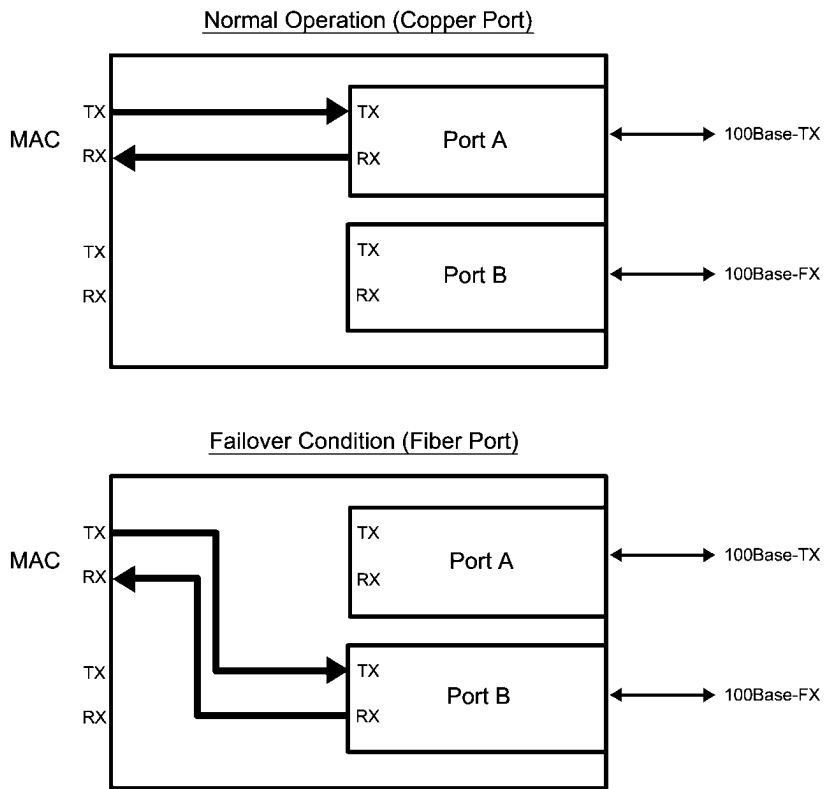 Normal Operation (Copper Port)
TX
TX
MAC
Port A
100Base-TX
RX
RX
TX
TX
Port B
100Base-FX
RX
RX
Failover Condition (Fiber Port)
TX
TX
MAC
Port A
100Base-TX
RX
RX
TX
TX
Port B
100Base-FX
RX
RX